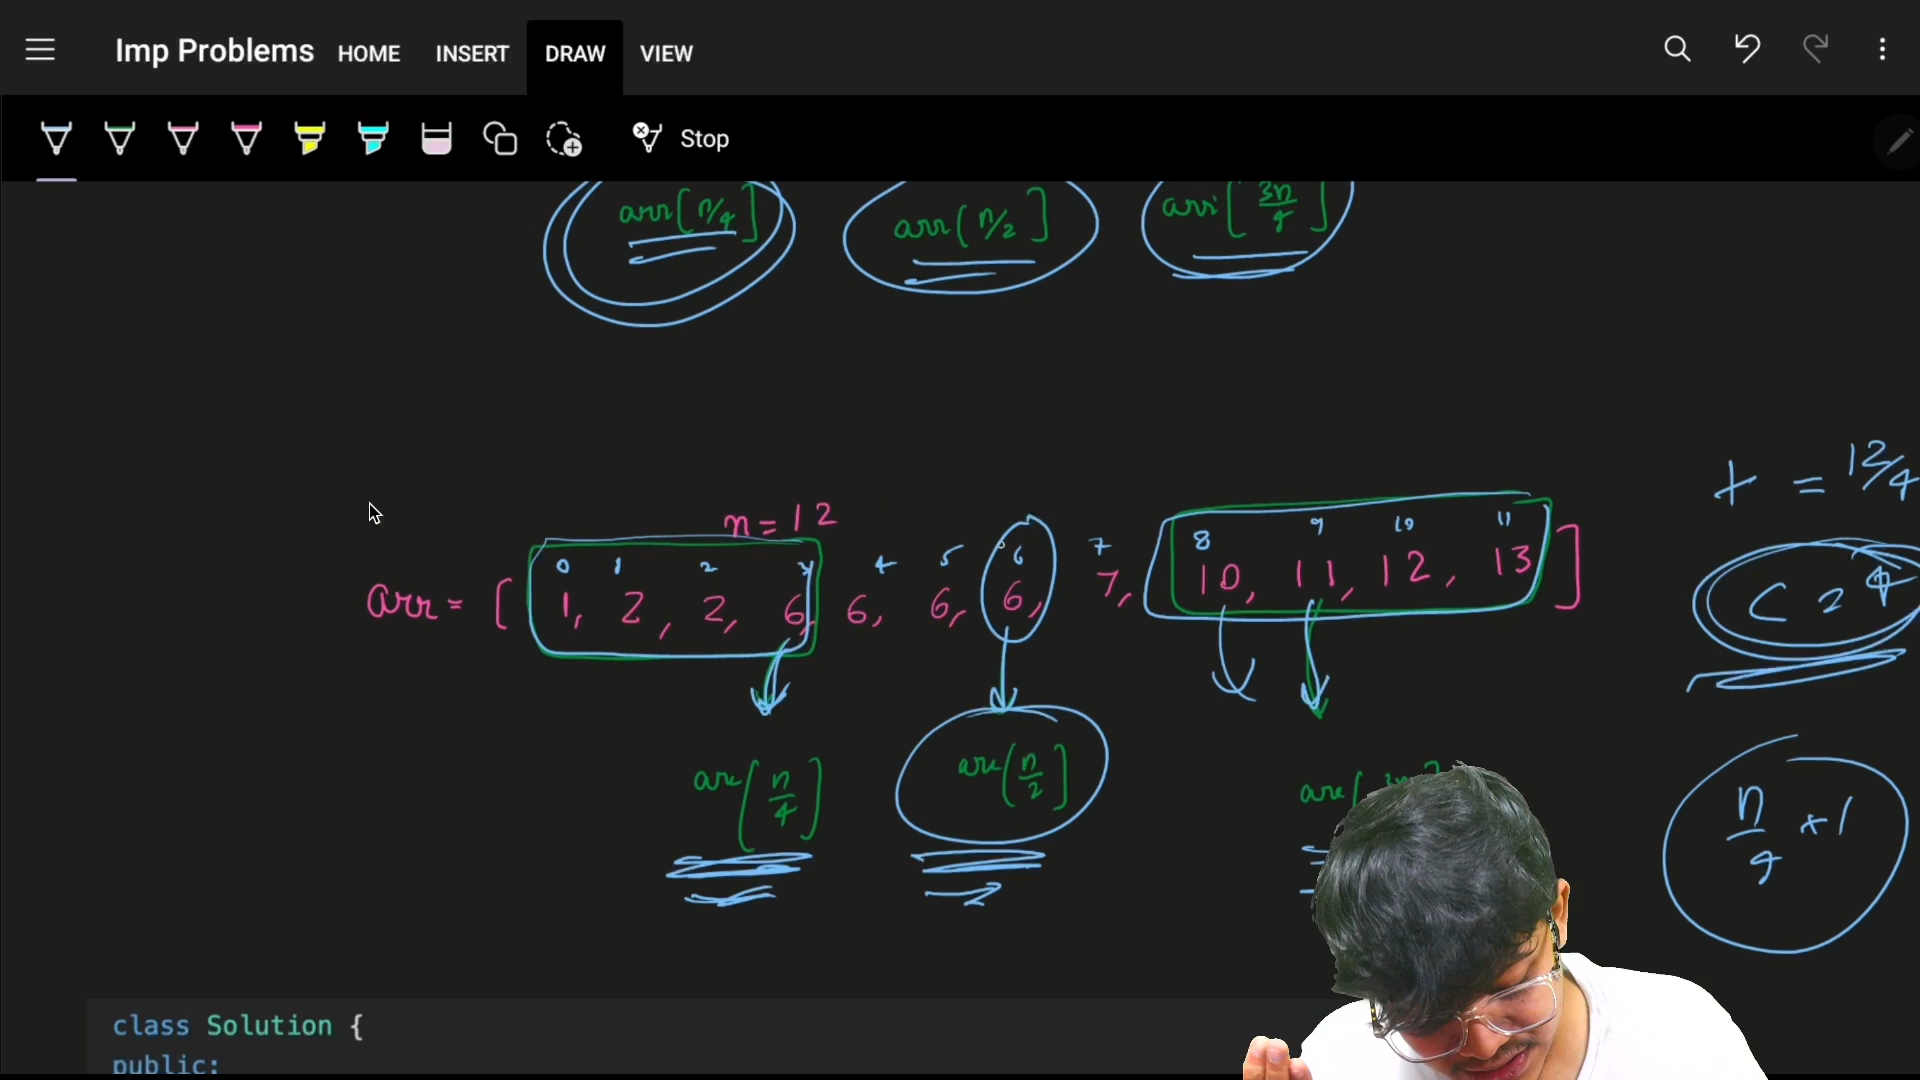 Imp Problems HOME INSERT DRAW VIEW
Stop
arr[n/4] arr[n/2] arr[3n/4]
n=12
0 1 2 4 5 6 7 8 9 10 11
arr= [1, 2, 2, 6, 6, 6, 6, 7, 10, 11, 12, 13]
= 12/4
arr[n/4] arr[n/2] arr[
n/4 +1
class Solution {
public: